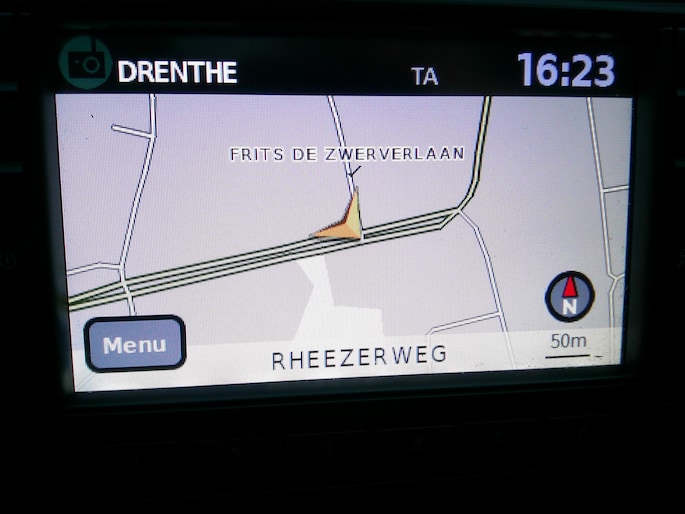 DRENTHE
TA
16:23
FRITS DE ZWERVERLAAN
N
50m
Menu
RHEEZERWEG